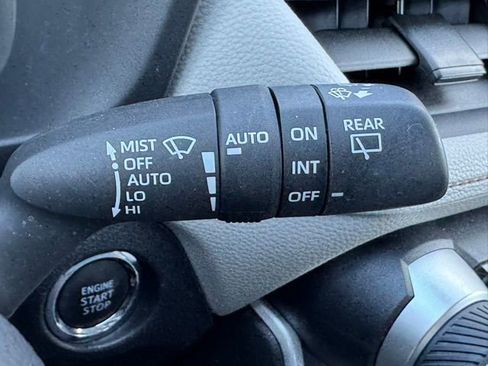 MIST
OFF
AUTO
LO
HI
AUTO
ON
INT
OFF
REAR
ENGINE
START
STOP